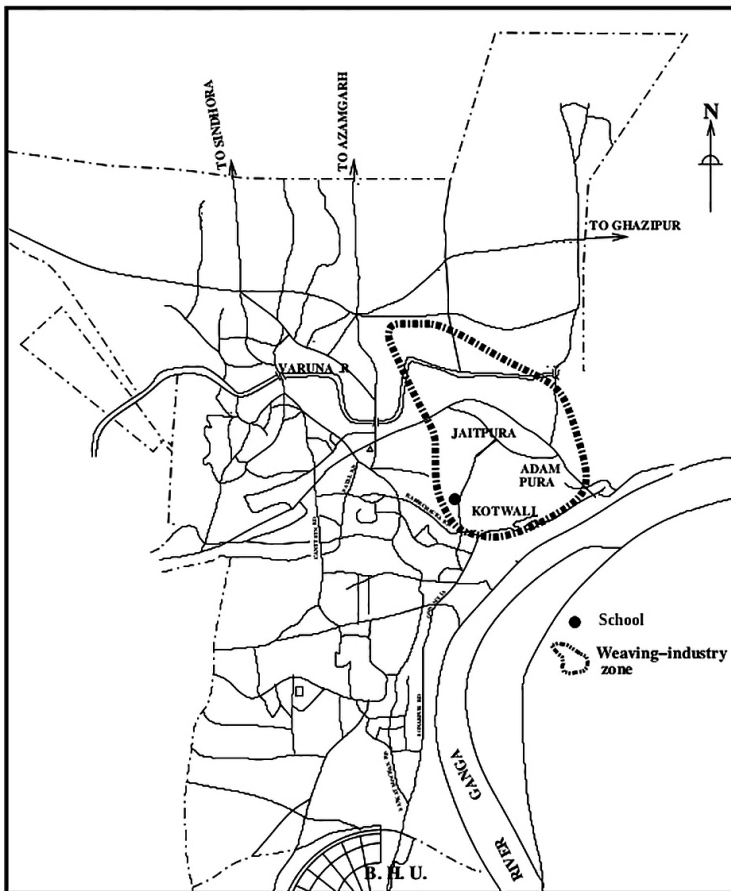 TO SINDHORA
TO AZAMGARH
N
TO GHAZIPUR
VARUNA R
JAITPURA
ADAM
PURA
KOTWALI
School
Weaving-industry
zone
GANGA
RIVER
B. H. U.